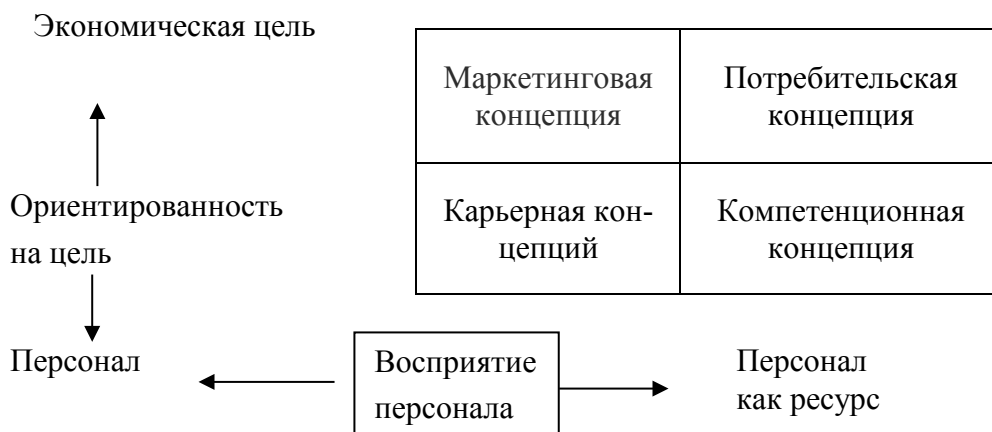 Экономическая цель
Маркетинговая
концепция
Потребительская
концепция
Ориентированность
на цель
Карьерная кон-
цепций
Компетенционная
концепция
Персонал
Восприятие
персонала
Персонал
как ресурс